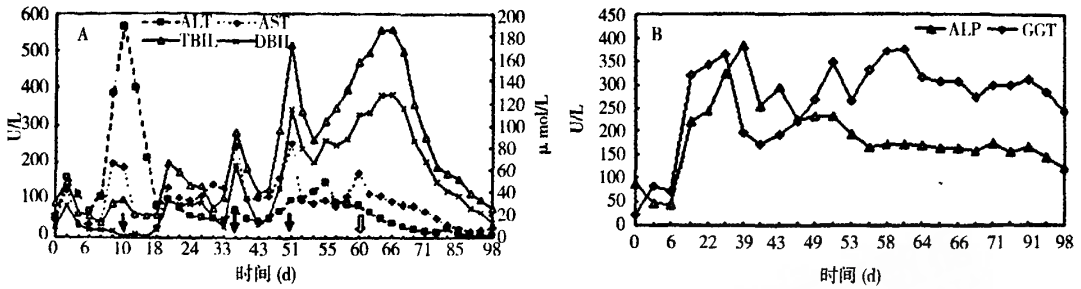 A
ALT
AST
TBIL
DBIL
U/L
600
500
400
300
200
100
0
200
180
160
140
120
100
80
60
40
20
0
μ mol/L
0 6 10 18 24 33 37 43 51 55 60 66 71 85 98
时间 (d)
B
ALP
GGT
U/L
450
400
350
300
250
200
150
100
50
0
0 6 22 39 43 49 53 58 64 66 71 91 98
时间 (d)